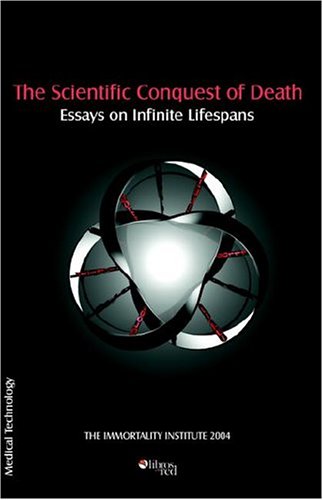 The Scientific Conquest of Death
Essays on Infinite Lifespans
Medical Technology
THE IMMORTALITY INSTITUTE 2004
libros
en
red